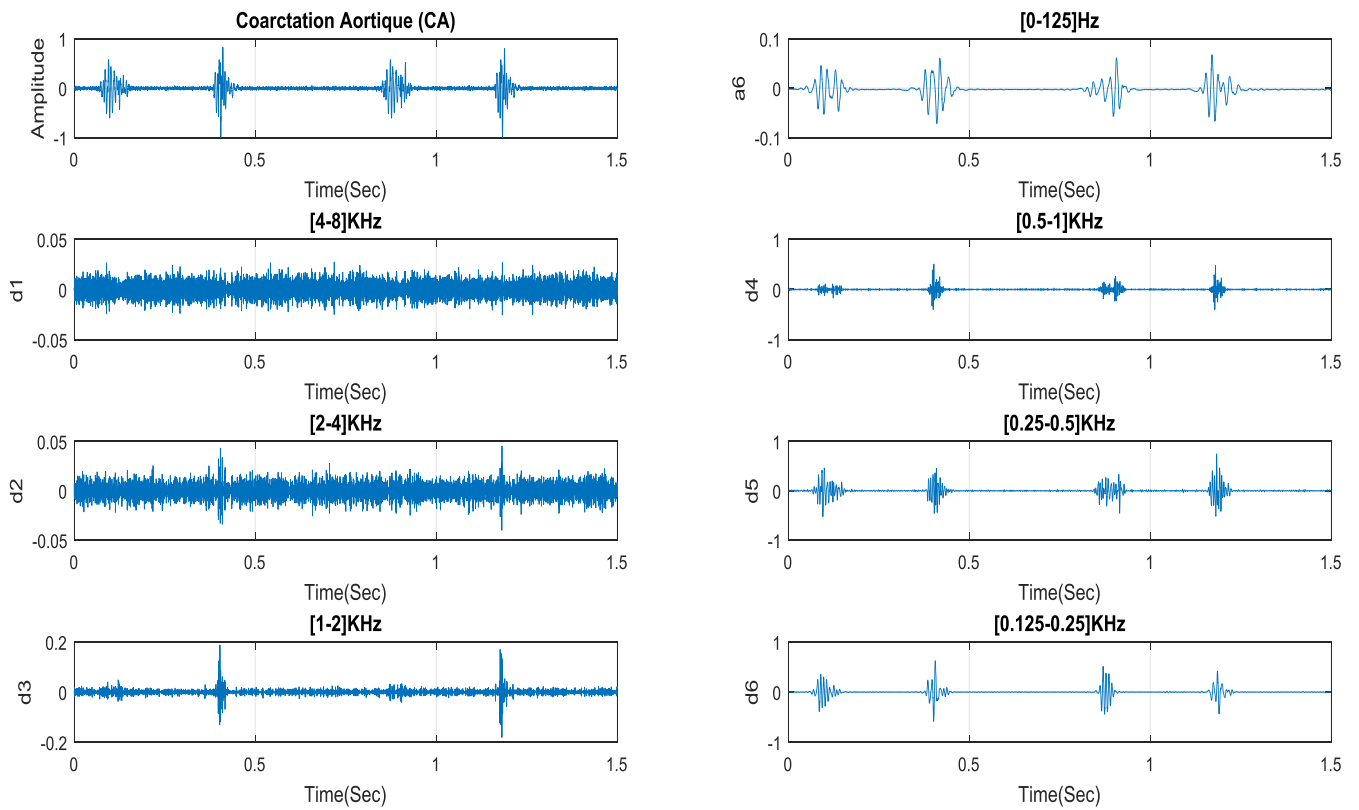 Coarctation Aortique (CA)
Amplitude
1
0
-1
0 0.5 1 1.5
Time(Sec)
[0-125]Hz
a6
0.1
0
-0.1
0 0.5 1 1.5
Time(Sec)
[4-8]KHz
d1
0.05
0
-0.05
0 0.5 1 1.5
Time(Sec)
[0.5-1]KHz
d4
1
0
-1
0 0.5 1 1.5
Time(Sec)
[2-4]KHz
d2
0.05
0
-0.05
0 0.5 1 1.5
Time(Sec)
[0.25-0.5]KHz
d5
1
0
-1
0 0.5 1 1.5
Time(Sec)
[1-2]KHz
d3
0.2
0
-0.2
0 0.5 1 1.5
Time(Sec)
[0.125-0.25]KHz
d6
1
0
-1
0 0.5 1 1.5
Time(Sec)